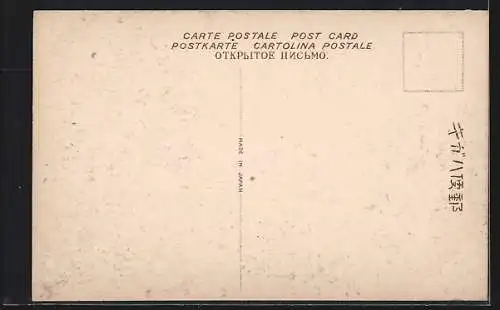 CARTE POSTALE POST CARD
POSTKARTE CARTOLINA POSTALE
ОТКРЫТОЕ ПИСЬМО.
MADE IN JAPAN
キガハ便郵